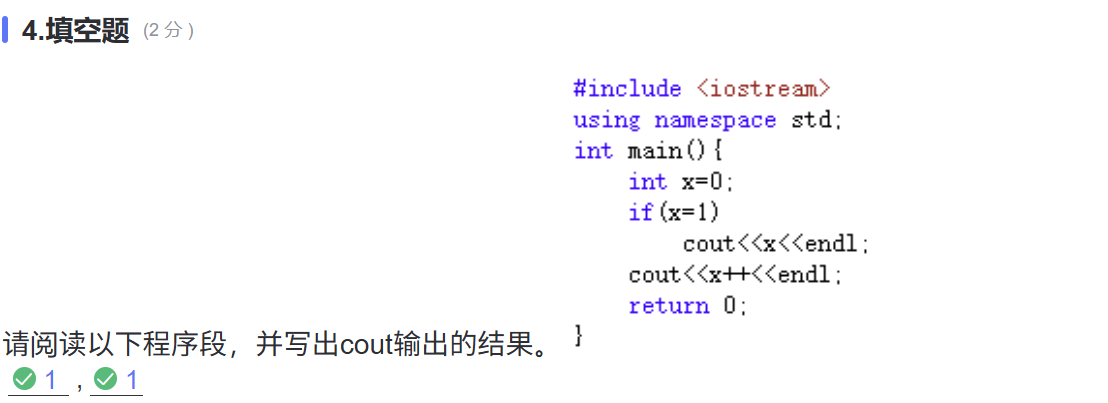 4.填空题 (2 分)
#include <iostream>
using namespace std;
int main(){
int x=0;
if(x=1)
cout<<x<<endl;
cout<<x++<<endl;
return 0;
}
请阅读以下程序段，并写出cout输出的结果。
1 , 1